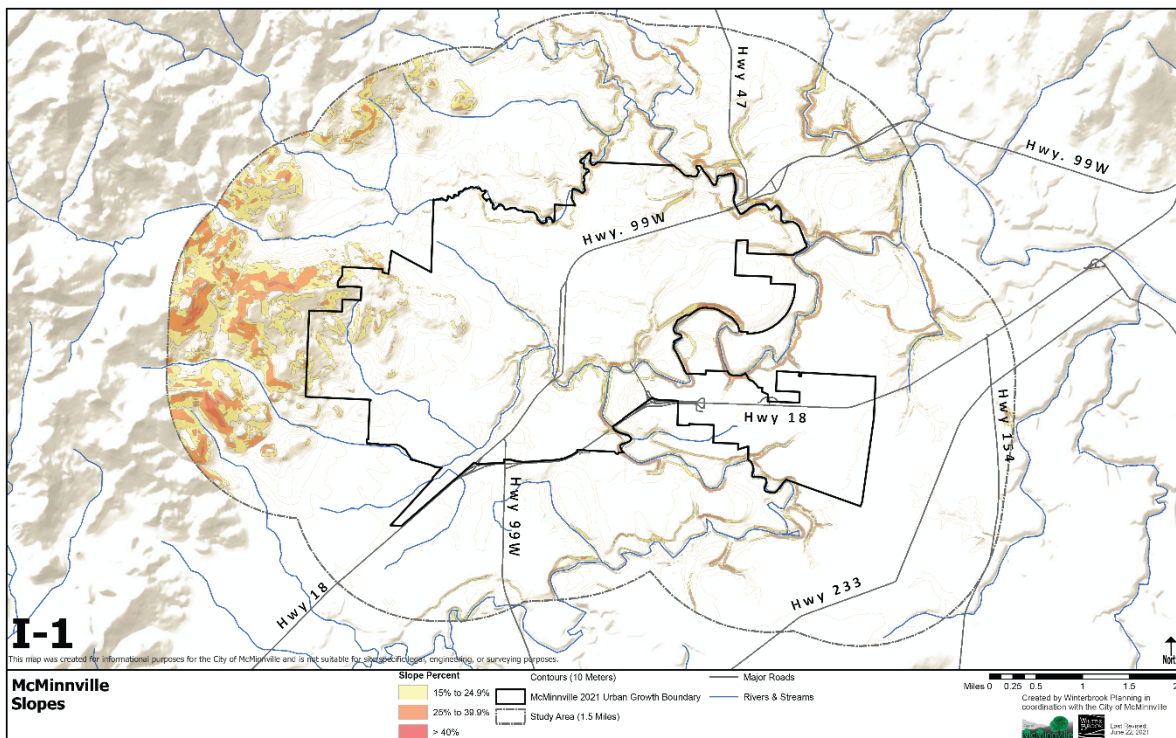 Hwy 47
Hwy. 99W
Hwy. 99W
Hwy 18
Hwy 154
Hwy 99W
Hwy 18
Hwy 233
I-1
This map was created for informational purposes for the City of McMinnville and is not suitable for site specific legal, engineering, or surveying purposes.
North
McMinnville
Slopes
Slope Percent
15% to 24.9%
25% to 39.9%
> 40%
Contours (10 Meters)
McMinnville 2021 Urban Growth Boundary
Study Area (1.5 Miles)
Major Roads
Rivers & Streams
Miles 0 0.25 0.5 1 1.5 2
Created by Winterbrook Planning in
coordination with the City of McMinnville
Last Revised:
June 22, 2021